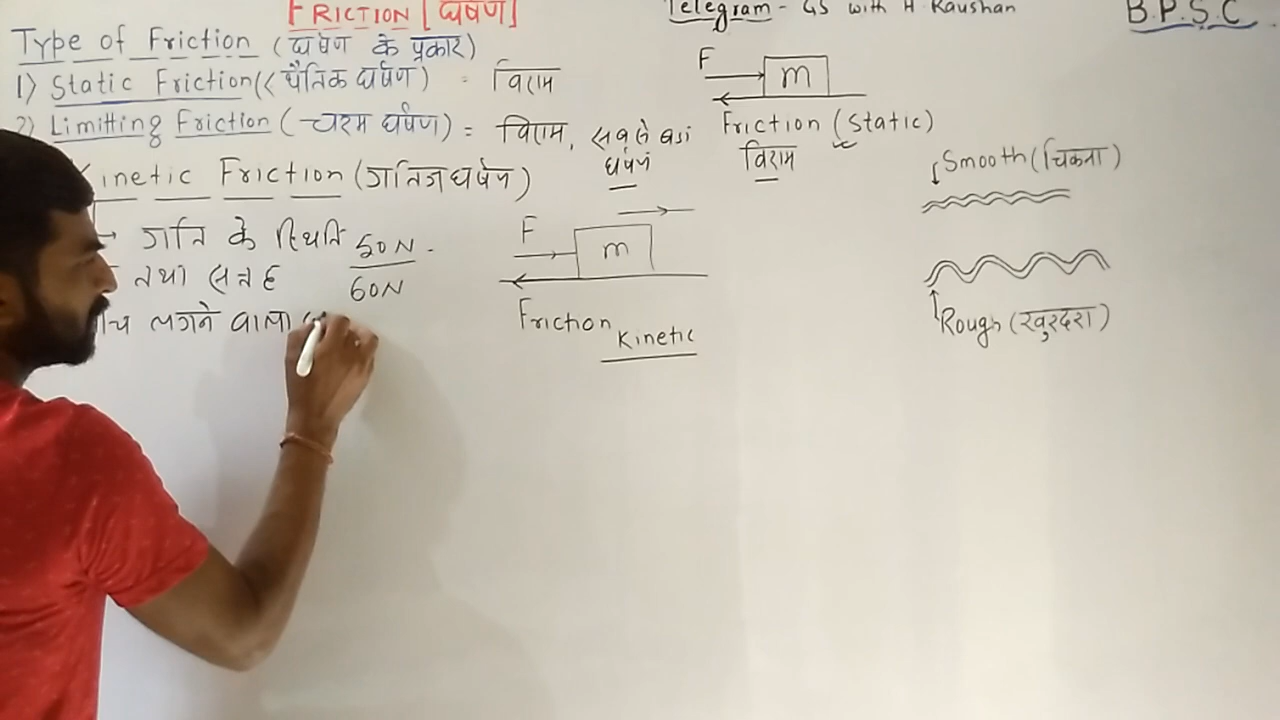 FRICTION [घर्षण]
Telegram - GS with H. Raushan
B.P.S.C
Type of Friction (घर्षण के प्रकार)
1) Static Friction (स्थैतिक घर्षण) = विराम
2) Limitting Friction (चरम घर्षण) = विराम, सबसे बड़ा
घर्षण
Kinetic Friction (गतिज घर्षण)
→ गति के स्थिति
तथा सतह
बीच लगने वाला
50N
60N
F
m
Friction (Static)
विराम
F
m
Friction Kinetic
Smooth (चिकना)
Rough (खुरदरा)